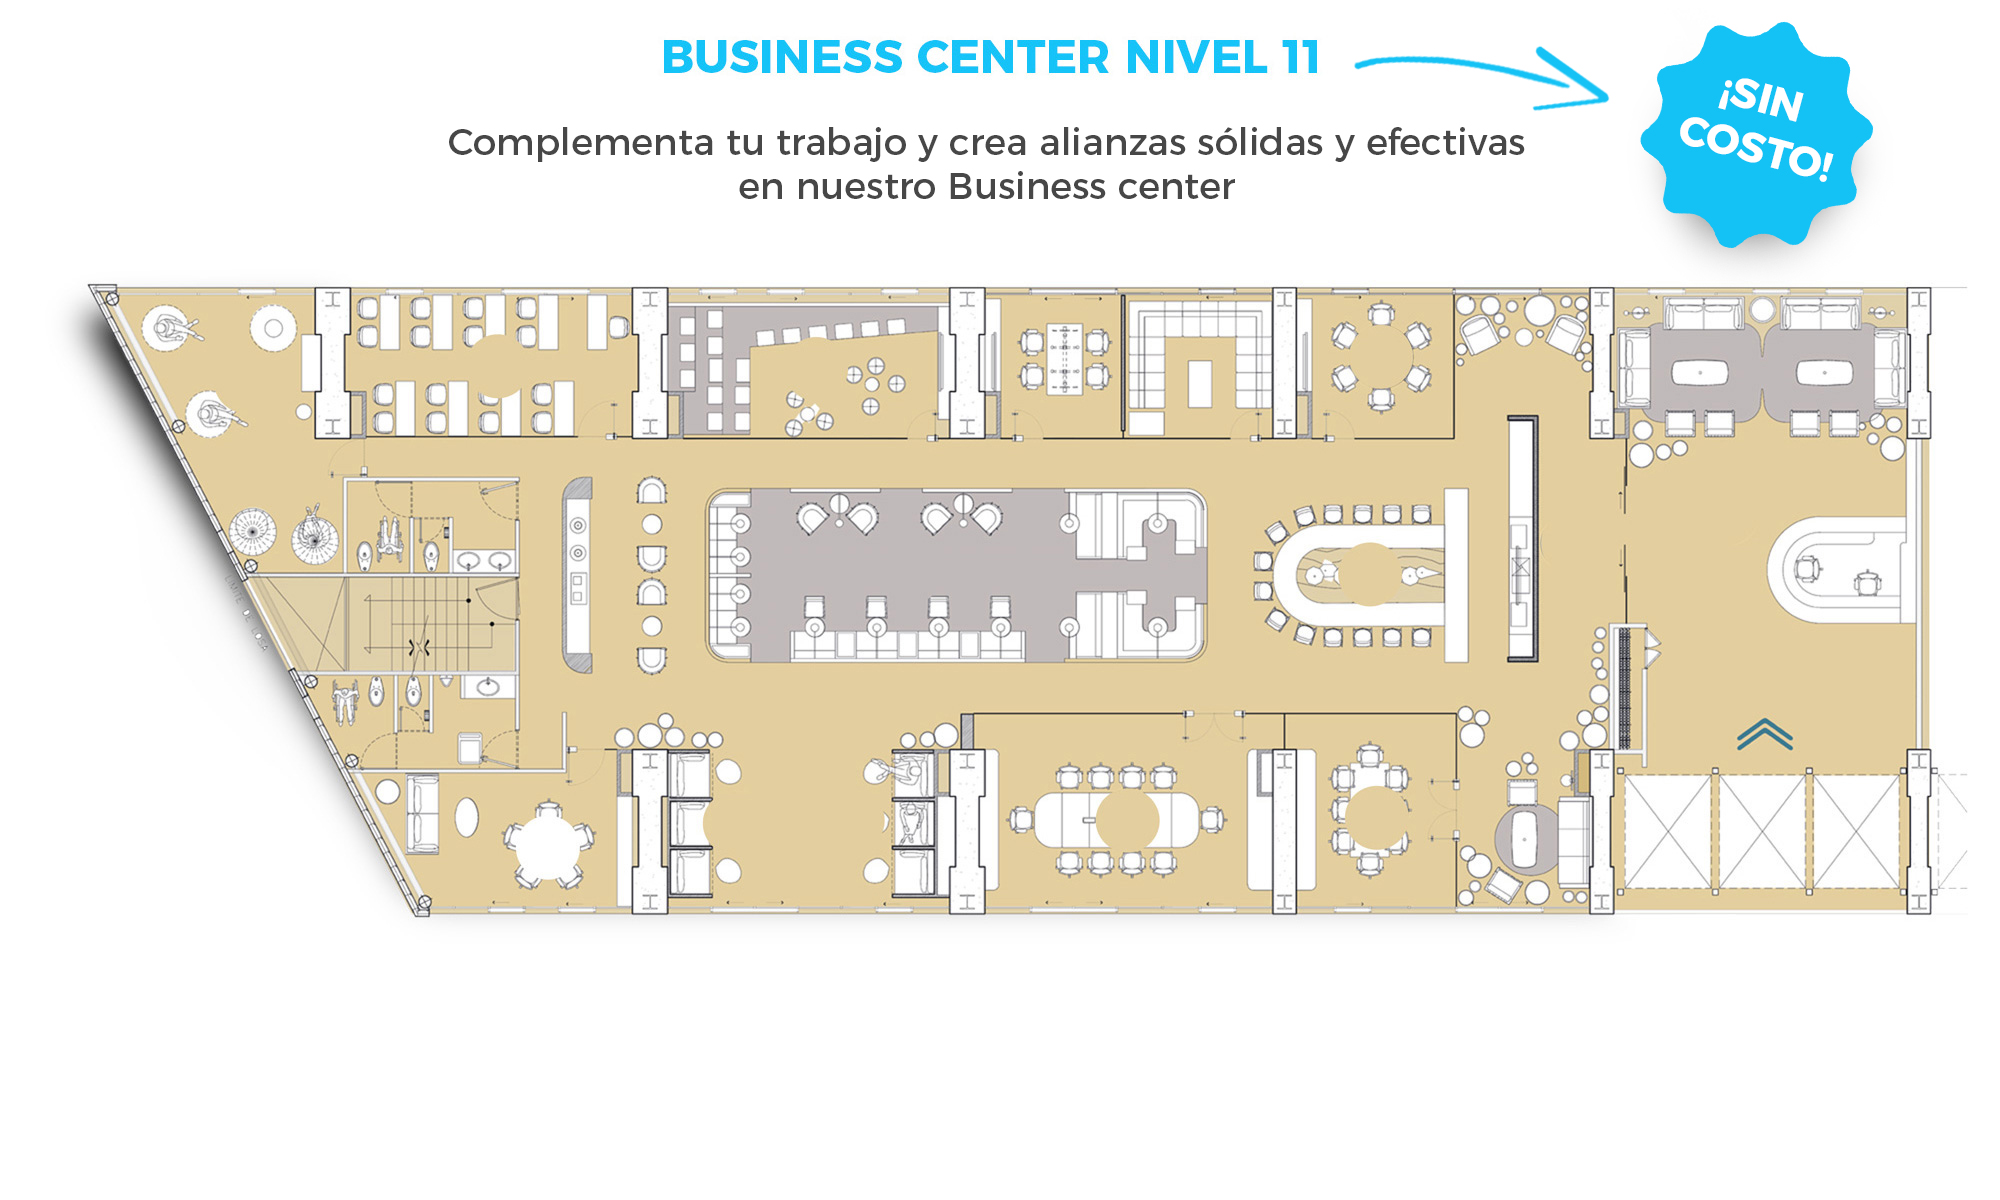 BUSINESS CENTER NIVEL 11
¡SIN
COSTO!
Complementa tu trabajo y crea alianzas sólidas y efectivas
en nuestro Business center